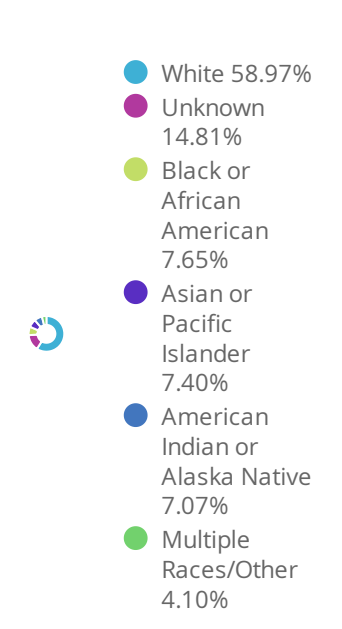 White 58.97%
Unknown
14.81%
Black or
African
American
7.65%
Asian or
Pacific
Islander
7.40%
American
Indian or
Alaska Native
7.07%
Multiple
Races/Other
4.10%